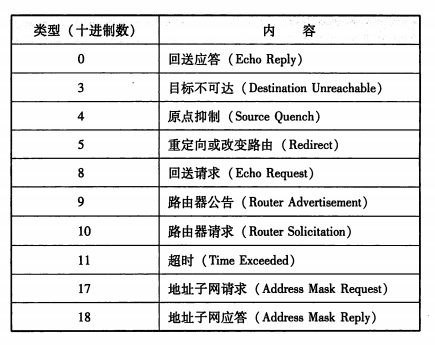 类型（十进制数） 内 容
0 回送应答（Echo Reply）
3 目标不可达（Destination Unreachable）
4 原点抑制（Source Quench）
5 重定向或改变路由（Redirect）
8 回送请求（Echo Request）
9 路由器公告（Router Advertisement）
10 路由器请求（Router Solicitation）
11 超时（Time Exceeded）
17 地址子网请求（Address Mask Request）
18 地址子网应答（Address Mask Reply）